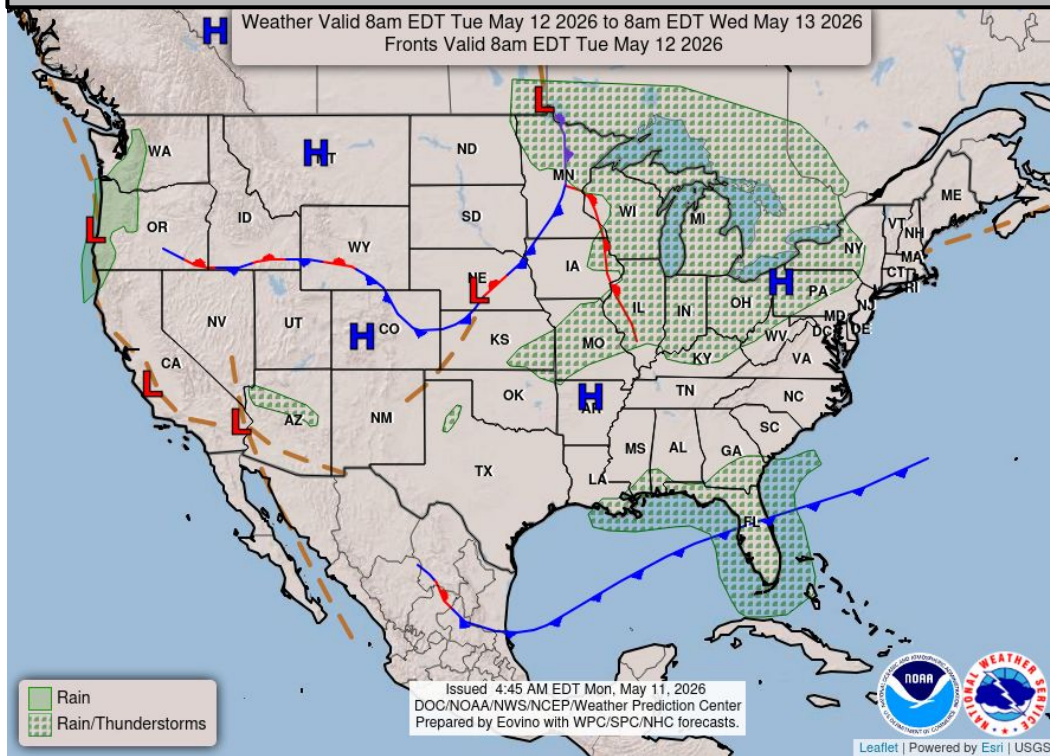 Weather Valid 8am EDT Tue May 12 2026 to 8am EDT Wed May 13 2026
Fronts Valid 8am EDT Tue May 12 2026
H
L
WA
H
ND
MN
ME
L
OR
ID
SD
WI
MI
VT
NH
NY
MA
WY
CT
RI
L
NE
IA
H
PA
NJ
OH
IL
IN
MD
DE
NV
UT
H
CO
DC
WV
KS
MO
VA
CA
KY
L
OK
H
TN
NC
L
AZ
NM
SC
MS
AL
GA
TX
LA
FL
Rain
Rain/Thunderstorms
Issued 4:45 AM EDT Mon, May 11, 2026
DOC/NOAA/NWS/NCEP/Weather Prediction Center
Prepared by Eovino with WPC/SPC/NHC forecasts.
NOAA
NATIONAL WEATHER SERVICE
Leaflet | Powered by Esri | USGS